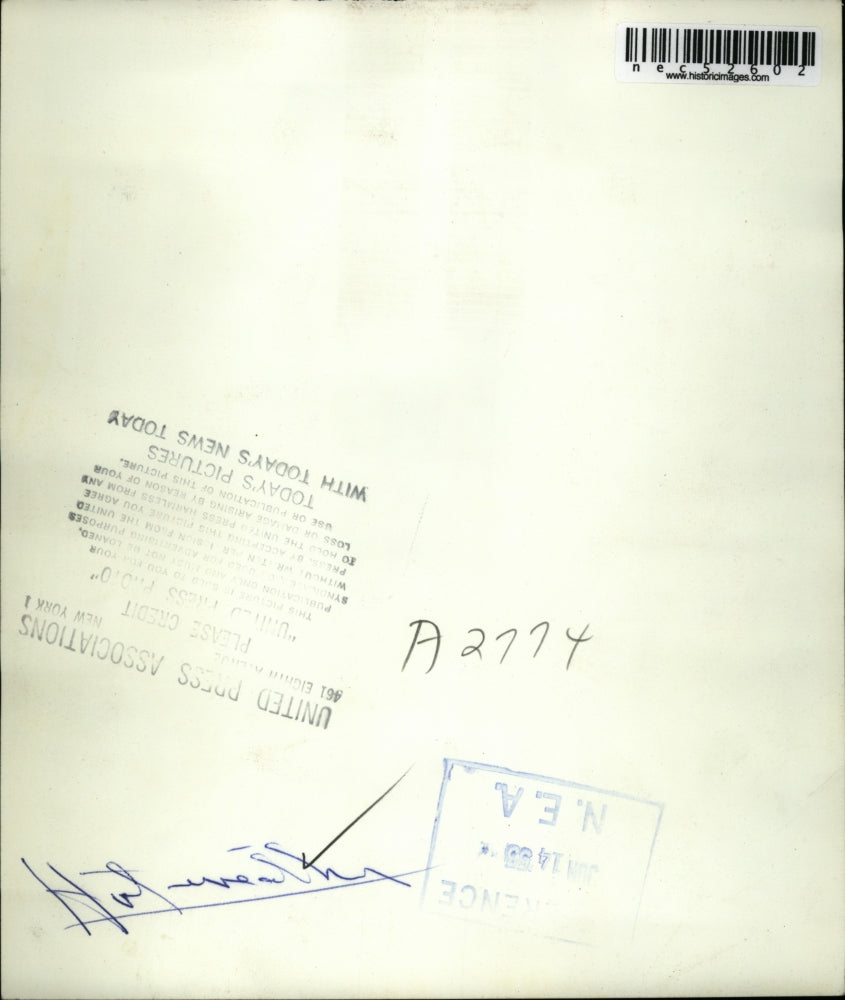 nec52602
www.historicimages.com
UNITED PRESS ASSOCIATIONS
461 EIGHTH AVENUE NEW YORK 1
PLEASE CREDIT
"UNITED PRESS PHOTO"
THIS PICTURE IS SOLD TO YOU FOR YOUR
PUBLICATION ONLY AND MUST NOT BE LOANED,
USED FOR ADVERTISING PURPOSES
WITHOUT WRITTEN PERMISSION FROM THE UNITED
PRESS. BY ACCEPTING THIS PICTURE YOU AGREE
TO HOLD THE UNITED PRESS HARMLESS FROM ANY
LOSS OR DAMAGE ARISING BY REASON OF YOUR
USE OR PUBLICATION OF THIS PICTURE.
TODAY'S PICTURES
WITH TODAY'S NEWS TODAY
A2774
JUN 14
N.E.A.